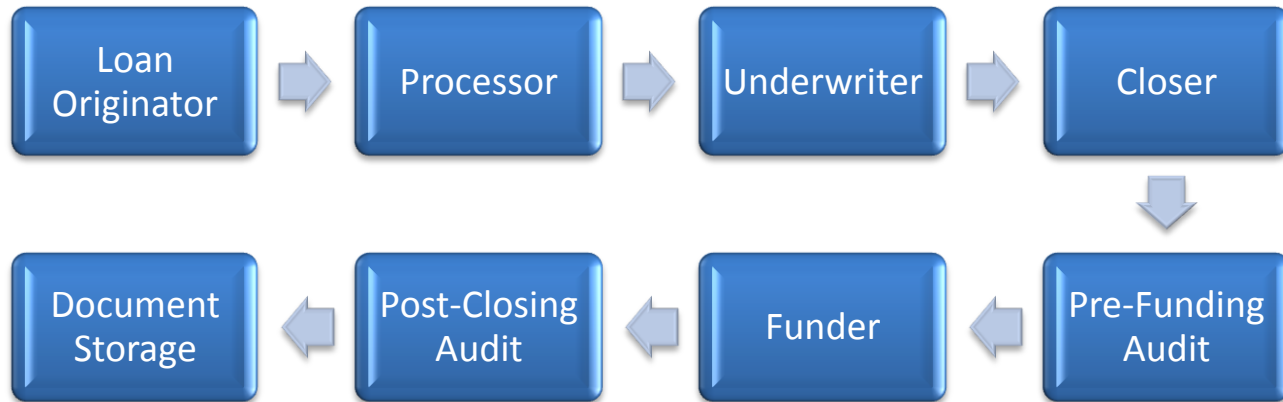 Loan
Originator
Processor
Underwriter
Closer
Pre-Funding
Audit
Funder
Post-Closing
Audit
Document
Storage